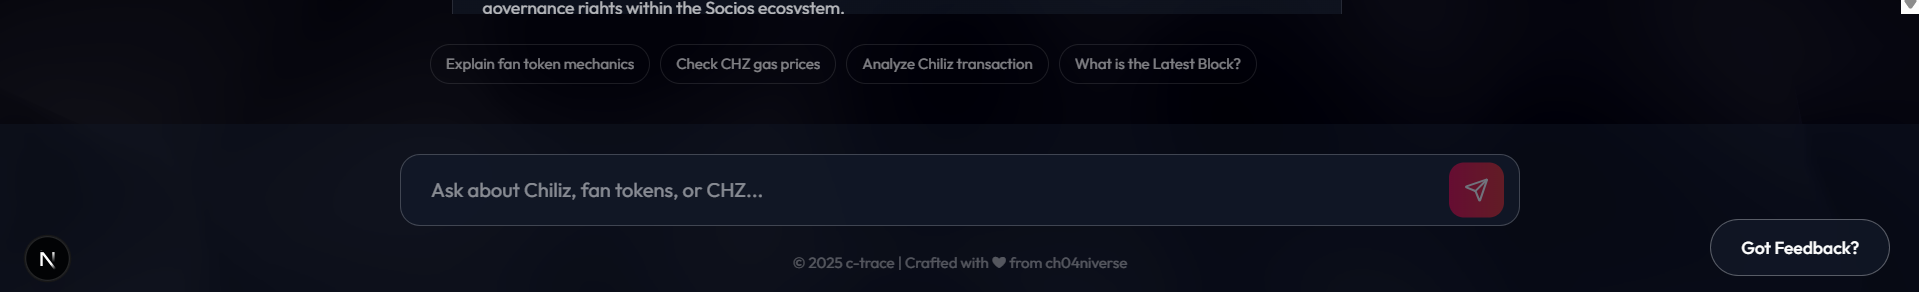 governance rights within the Socios ecosystem.
Explain fan token mechanics
Check CHZ gas prices
Analyze Chiliz transaction
What is the Latest Block?
Ask about Chiliz, fan tokens, or CHZ...
N
Got Feedback?
© 2025 c-trace | Crafted with ♥ from ch04niverse